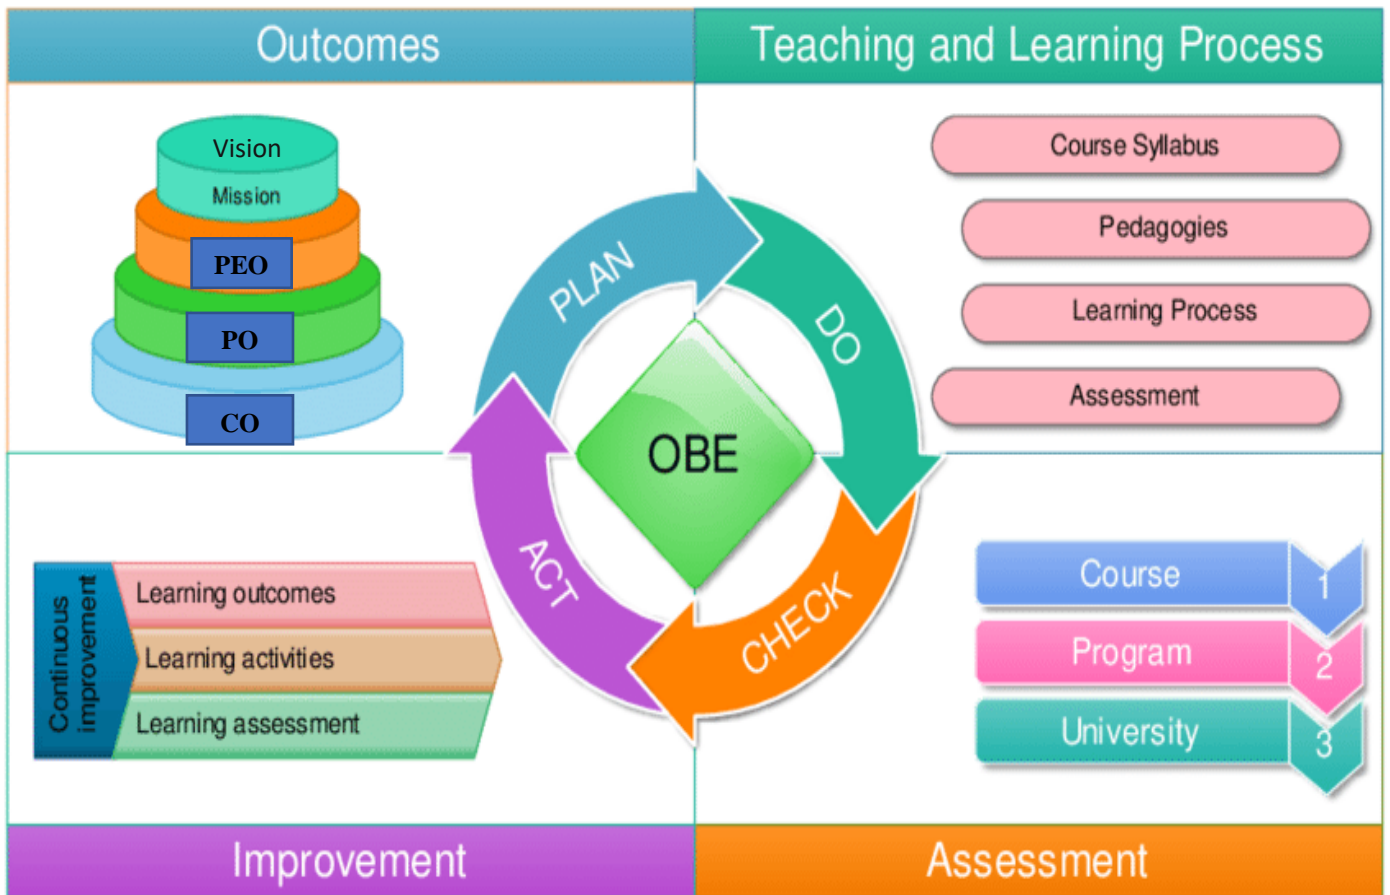 Outcomes
Teaching and Learning Process
Vision
Mission
PEO
PO
CO
Course Syllabus
Pedagogies
Learning Process
Assessment
PLAN
DO
CHECK
ACT
OBE
Continuous
improvement
Learning outcomes
Learning activities
Learning assessment
Course 1
Program 2
University 3
Improvement
Assessment